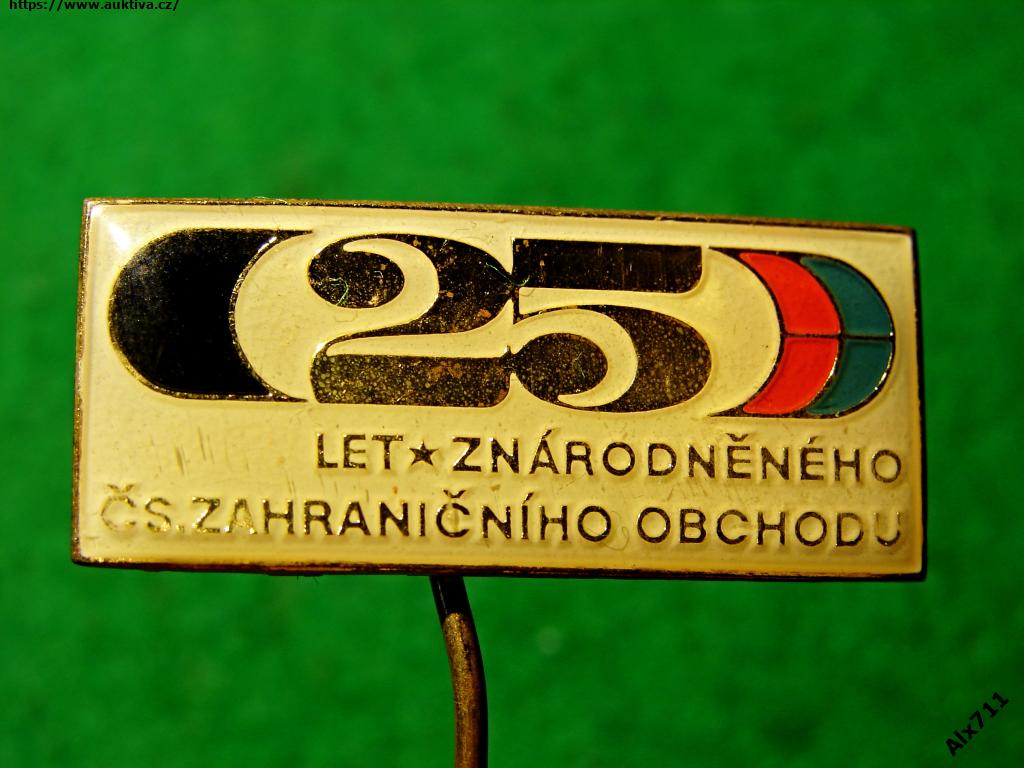 https://www.auktiva.cz/
25
LET★ZNÁRODNĚNÉHO
ČS.ZAHRANIČNÍHO OBCHODU
Alx711